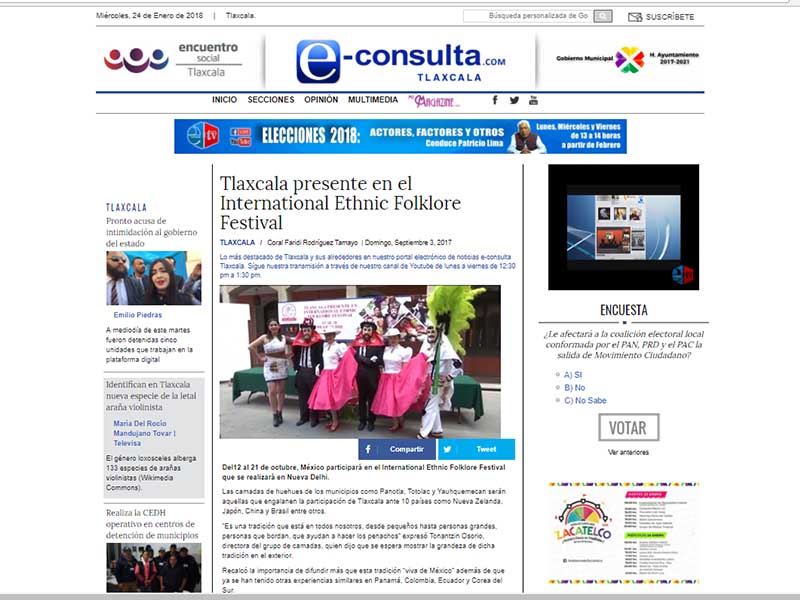 Miércoles, 24 de Enero de 2018 | Tlaxcala.
Búsqueda personalizada de Go
SUSCRÍBETE
encuentro
social
Tlaxcala
e-consulta.com
TLAXCALA
Gobierno Municipal
H. Ayuntamiento
2017-2021
INICIO SECCIONES OPINIÓN MULTIMEDIA MAGAZINE
tv
ELECCIONES 2018: ACTORES, FACTORES Y OTROS
Conduce Patricio Lima
Lunes, Miércoles y Viernes
de 13 a 14 horas
a partir de Febrero
TLAXCALA
Pronto acusa de
intimidación al gobierno
del estado
Emilio Piedras
A mediodía de este martes
fueron detenidas cinco
unidades que trabajan en la
plataforma digital
Identifican en Tlaxcala
nueva especie de la letal
araña violinista
Maria Del Rocío
Mandujano Tovar |
Televisa
El género loxosceles alberga
133 especies de arañas
violinistas (Wikimedia
Commons).
Realiza la CEDH
operativo en centros de
detención de municipios
Tlaxcala presente en el
International Ethnic Folklore
Festival
TLAXCALA / Coral Faridi Rodríguez Tamayo | Domingo, Septiembre 3, 2017
Lo más destacado de Tlaxcala y sus alrededores en nuestro portal electrónico de noticias e-consulta
Tlaxcala. Sigue nuestra transmisión a través de nuestro canal de Youtube de lunes a viernes de 12:30
pm a 1:30 pm.
TLAXCALA PRESENTE EN
INTERNATIONAL ETHNIC
FOLKLORE FESTIVAL
Compartir
Tweet
Del12 al 21 de octubre, México participará en el International Ethnic Folklore Festival
que se realizará en Nueva Delhi.
Las camadas de huehues de los municipios como Panotla, Totolac y Yauhquemecan serán
aquellas que engalanen la participación de Tlaxcala ante 10 países como Nueva Zelanda,
Japón, China y Brasil entre otros.
"Es una tradición que está en todos nosotros, desde pequeños hasta personas grandes,
personas que bordan, que ayudan a hacer los penachos" expresó Tonantzin Osorio,
directora del grupo de camadas, quien dijo que se espera mostrar la grandeza de dicha
tradición en el exterior.
Recalcó la importancia de difundir más que esta tradición "viva de México" además de que
ya se han tenido otras experiencias similares en Panamá, Colombia, Ecuador y Corea del
Sur.
ENCUESTA
¿Le afectará a la coalición electoral local
conformada por el PAN, PRD y el PAC la
salida de Movimiento Ciudadano?
A) SI
B) No
C) No Sabe
VOTAR
Ver anteriores
ZACATELCO